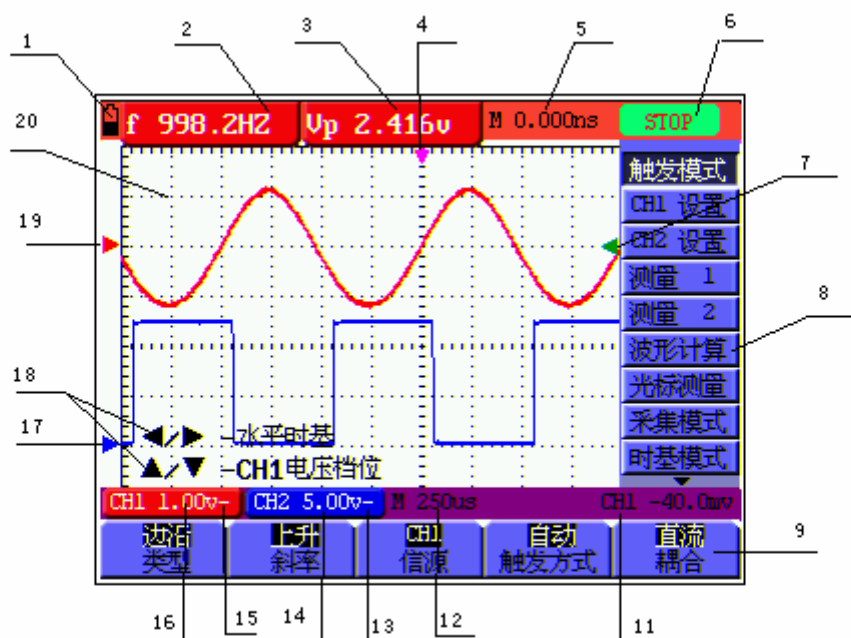 1 2 3 4 5 6
f 998.2HZ Vp 2.416v M 0.000ns STOP
20
触发模式
7
CH1 设置
19
CH2 设置
测量 1
测量 2
8
波形计算
光标测量
18
采集模式
17
◀/▶ -水平时基
时基模式
▲/▼ -CH1电压档位
CH1 1.00v- CH2 5.00v- M 250us CH1 -40.0mv
边沿 上升 CH1 自动 直流
类型 斜率 信源 触发方式 耦合
9
16 15 14 13 12 11